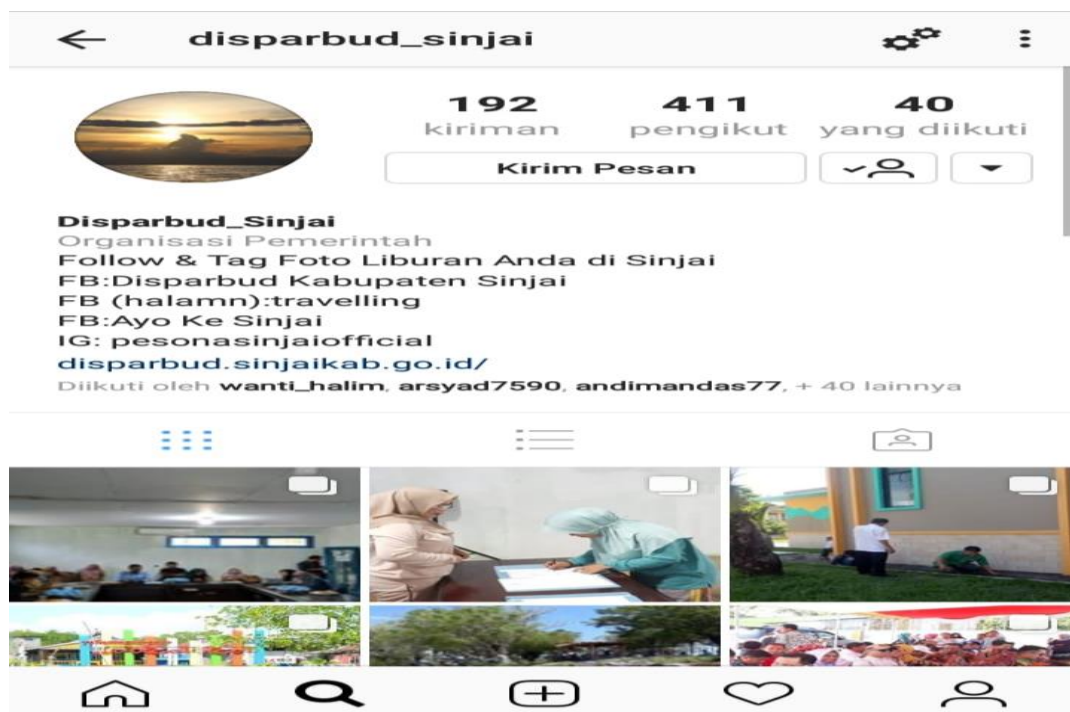 disparbud_sinjai
192 411 40
kiriman pengikut yang diikuti
Kirim Pesan
Disparbud_Sinjai
Organisasi Pemerintah
Follow & Tag Foto Liburan Anda di Sinjai
FB:Disparbud Kabupaten Sinjai
FB (halamn):travelling
FB:Ayo Ke Sinjai
IG: pesonasinjaiofficial
disparbud.sinjaikab.go.id/
Diikuti oleh wanti_halim, arsyad7590, andimandas77, + 40 lainnya